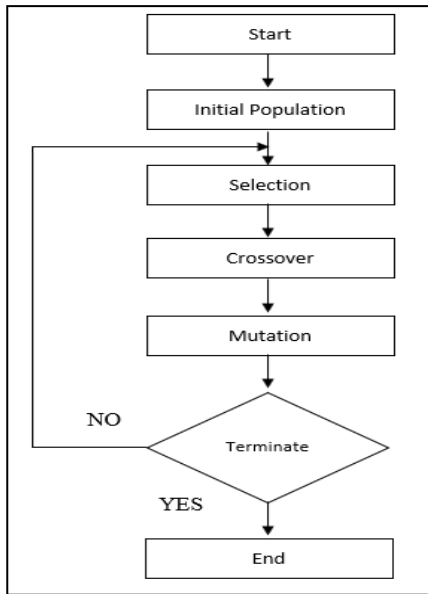 Start
Initial Population
Selection
Crossover
Mutation
NO
Terminate
YES
End